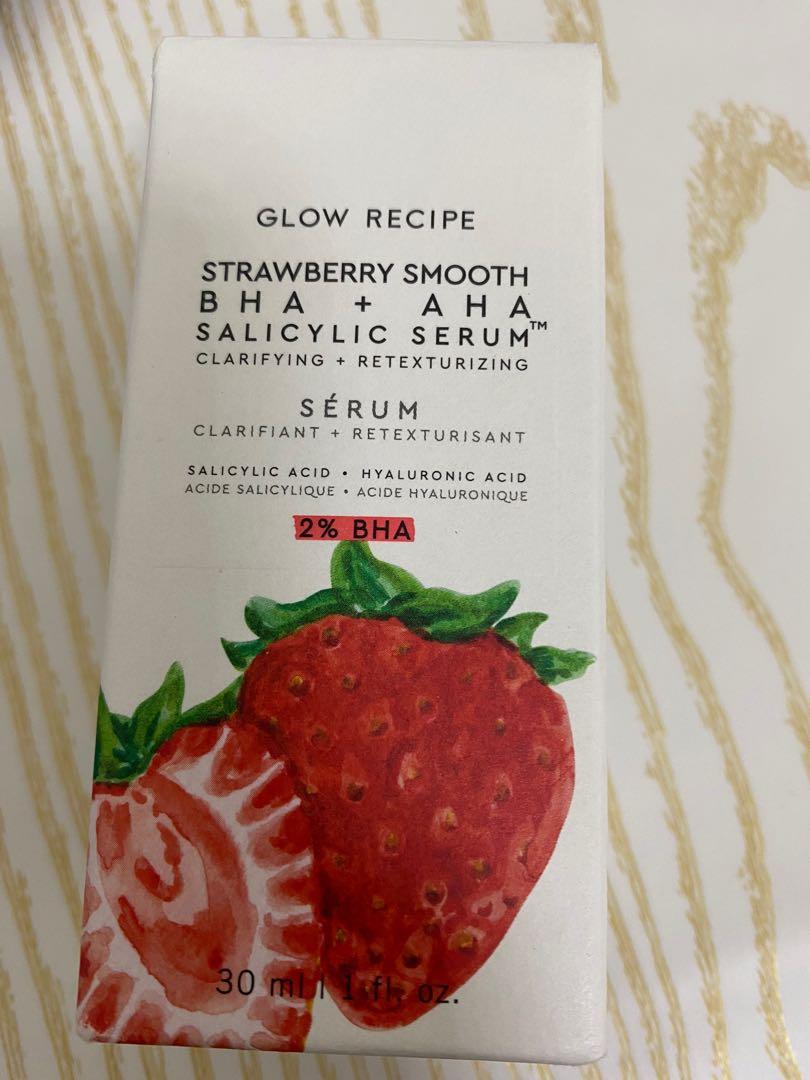 GLOW RECIPE
STRAWBERRY SMOOTH
BHA + AHA
SALICYLIC SERUM™
CLARIFYING + RETEXTURIZING
SÉRUM
CLARIFIANT + RETEXTURISANT
SALICYLIC ACID • HYALURONIC ACID
ACIDE SALICYLIQUE • ACIDE HYALURONIQUE
2% BHA
30 ml | 1 fl. oz.